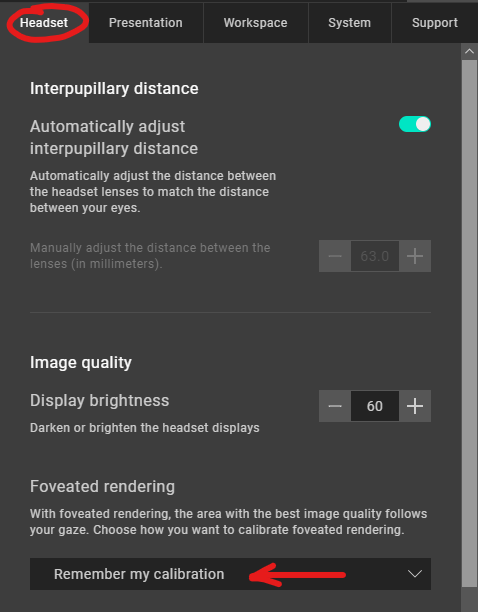 Headset Presentation Workspace System Support
Interpupillary distance
Automatically adjust
interpupillary distance
Automatically adjust the distance between
the headset lenses to match the distance
between your eyes.
Manually adjust the distance between the
lenses (in millimeters).
63.0
Image quality
Display brightness
60
Darken or brighten the headset displays
Foveated rendering
With foveated rendering, the area with the best image quality follows
your gaze. Choose how you want to calibrate foveated rendering.
Remember my calibration